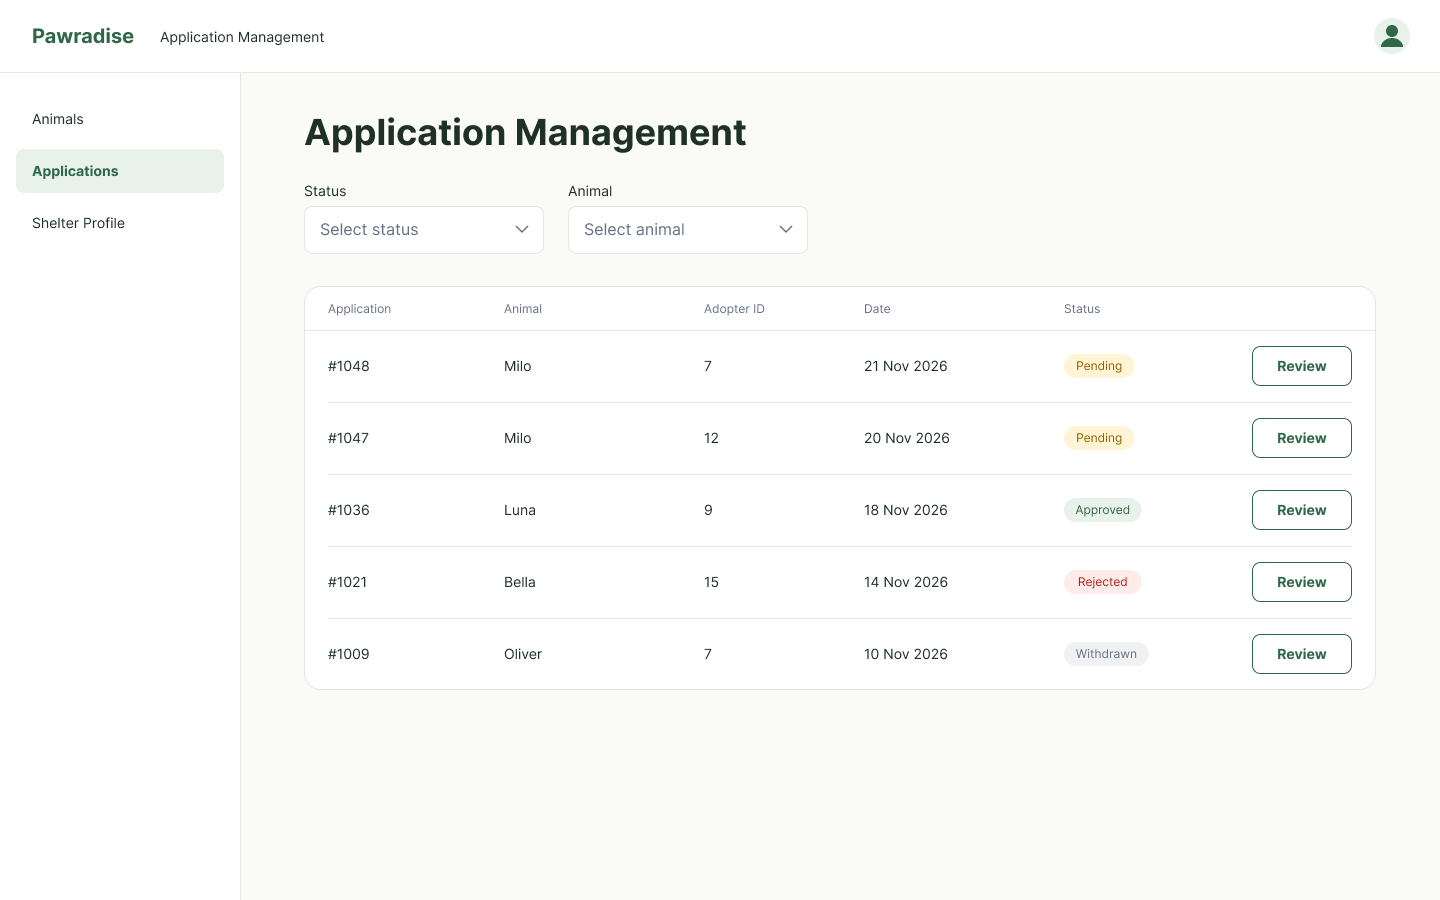 Pawradise Application Management
Animals
Applications
Shelter Profile
Application Management
Status Animal
Select status Select animal
Application Animal Adopter ID Date Status
#1048 Milo 7 21 Nov 2026 Pending Review
#1047 Milo 12 20 Nov 2026 Pending Review
#1036 Luna 9 18 Nov 2026 Approved Review
#1021 Bella 15 14 Nov 2026 Rejected Review
#1009 Oliver 7 10 Nov 2026 Withdrawn Review